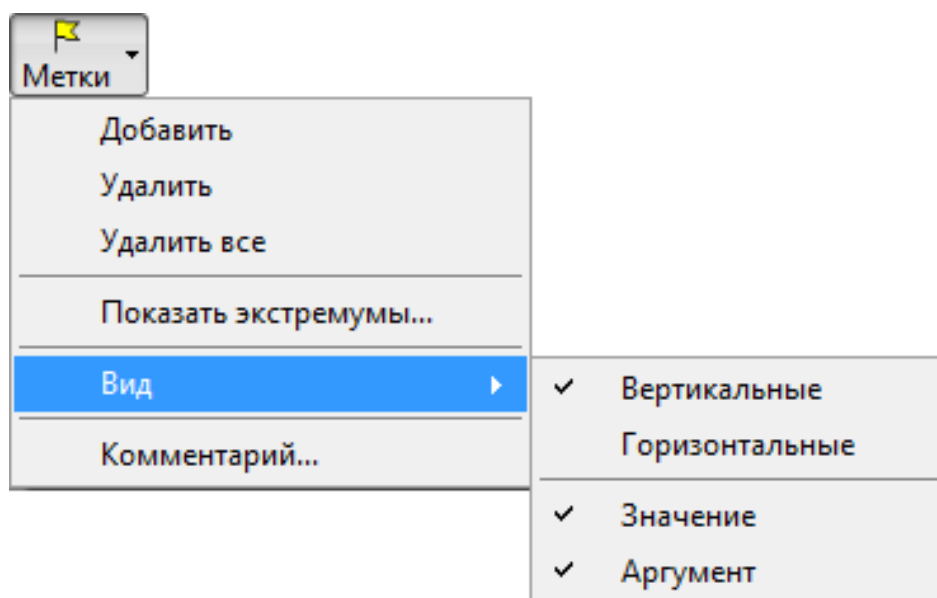 Метки
Добавить
Удалить
Удалить все
Показать экстремумы...
Вид
Комментарий...
Вертикальные
Горизонтальные
Значение
Аргумент